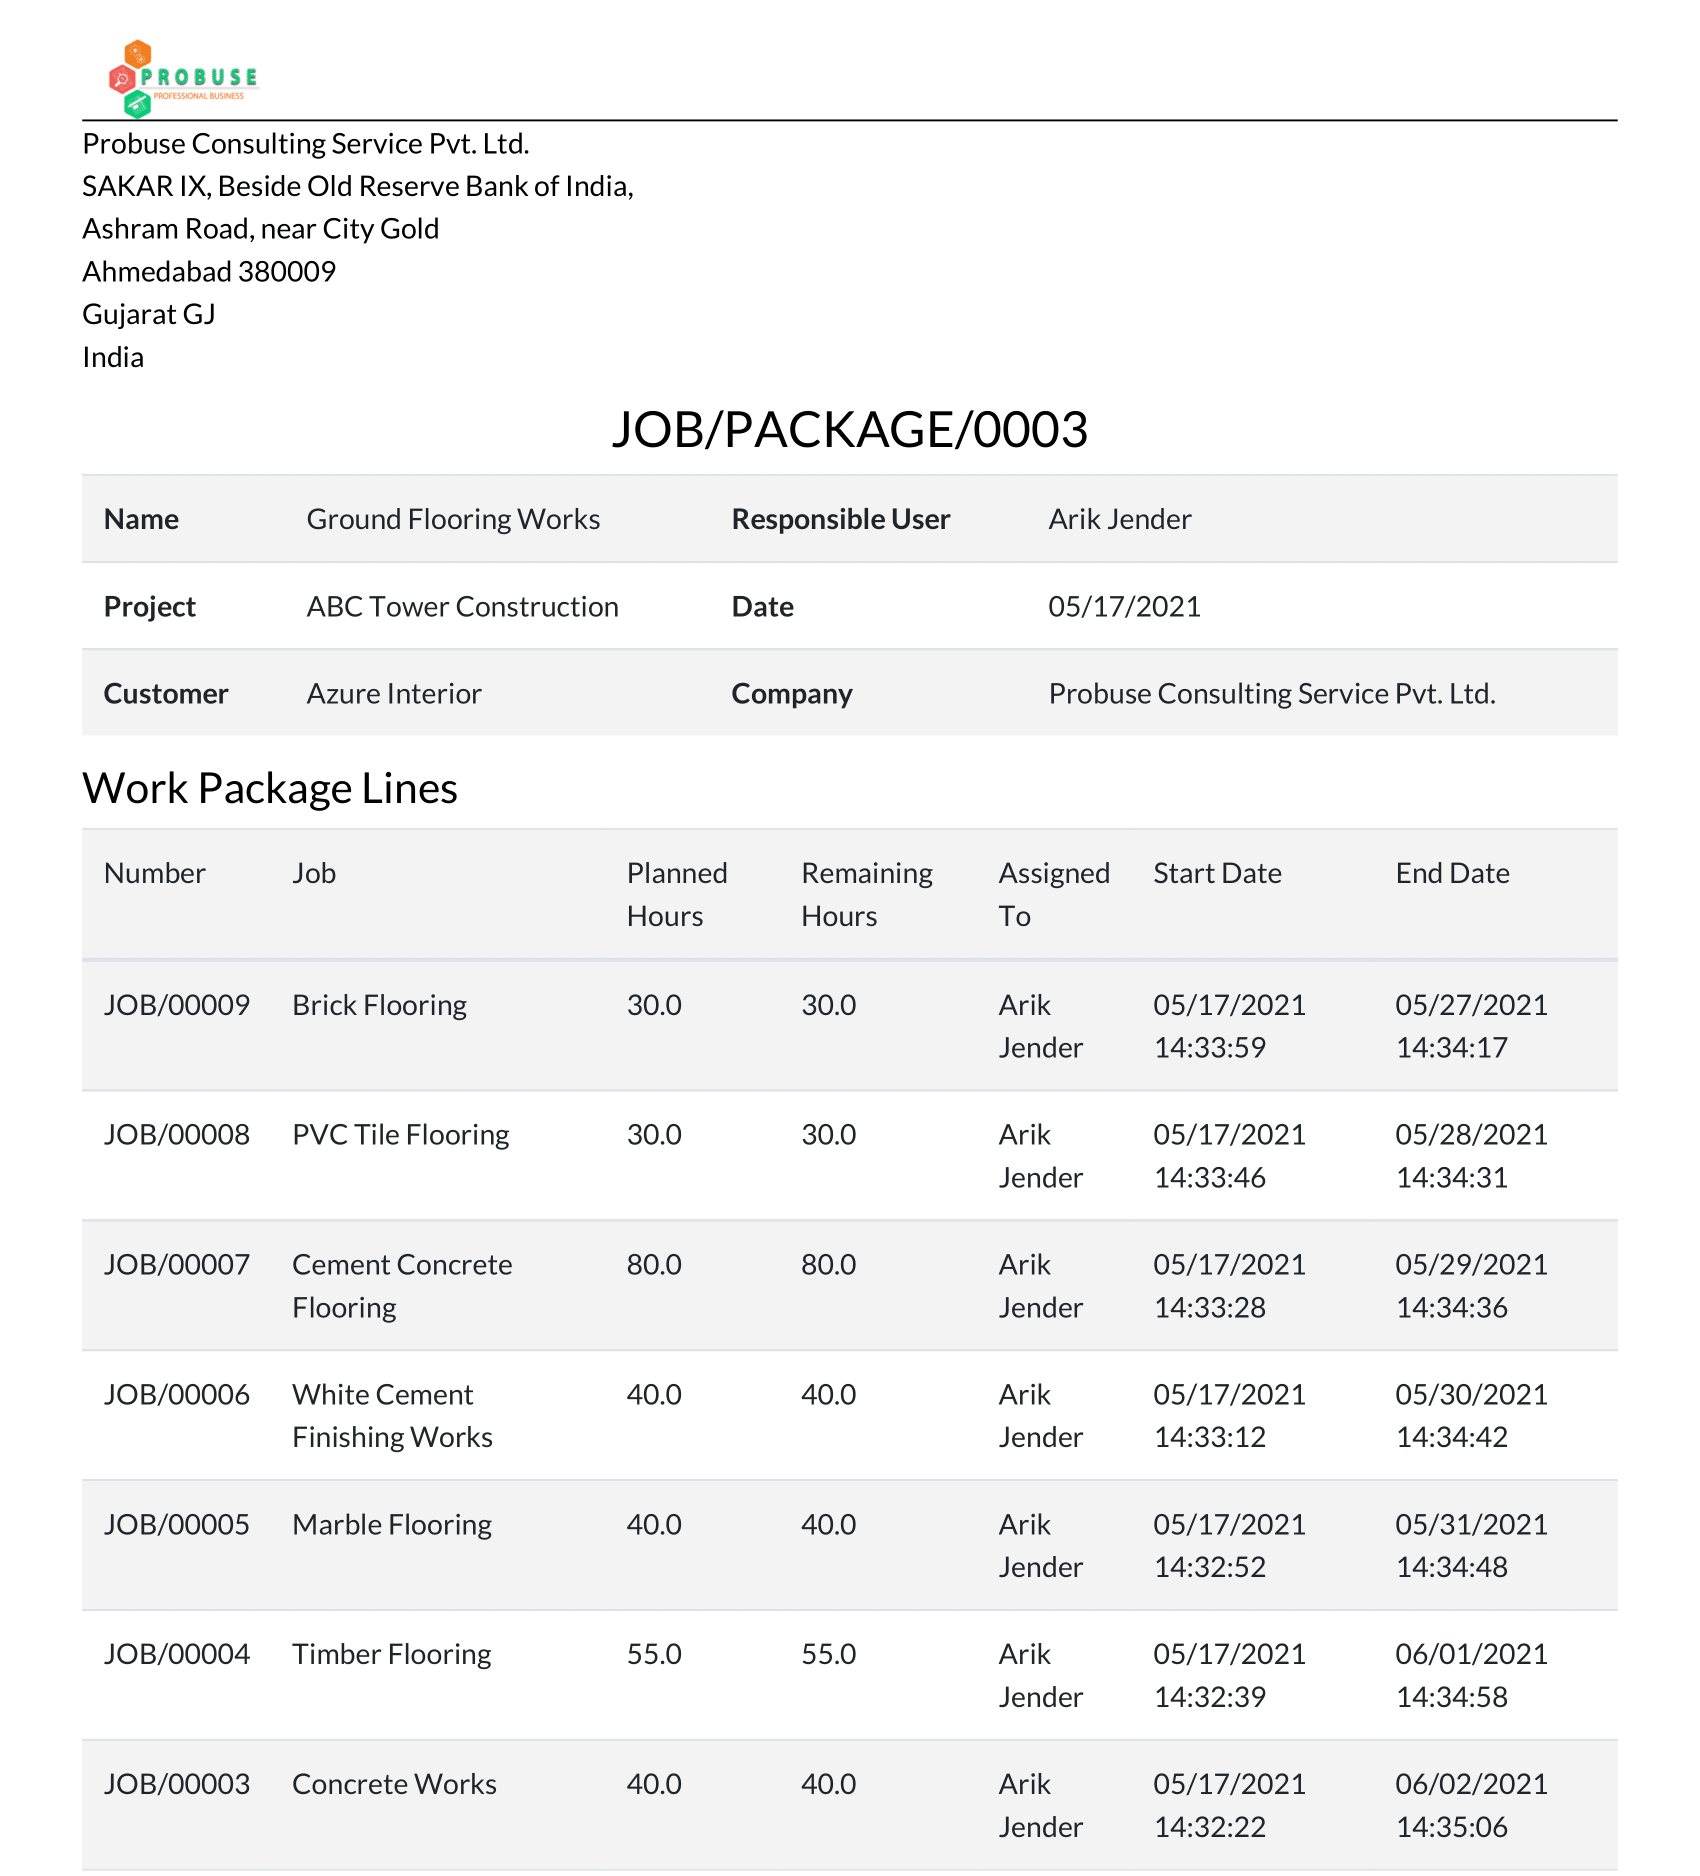 PROBUSE
PROFESSIONAL BUSINESS
Probuse Consulting Service Pvt. Ltd.
SAKAR IX, Beside Old Reserve Bank of India,
Ashram Road, near City Gold
Ahmedabad 380009
Gujarat GJ
India
JOB/PACKAGE/0003
Name Ground Flooring Works Responsible User Arik Jender
Project ABC Tower Construction Date 05/17/2021
Customer Azure Interior Company Probuse Consulting Service Pvt. Ltd.
Work Package Lines
Number Job Planned Remaining Assigned Start Date End Date
Hours Hours To
JOB/00009 Brick Flooring 30.0 30.0 Arik 05/17/2021 05/27/2021
Jender 14:33:59 14:34:17
JOB/00008 PVC Tile Flooring 30.0 30.0 Arik 05/17/2021 05/28/2021
Jender 14:33:46 14:34:31
JOB/00007 Cement Concrete 80.0 80.0 Arik 05/17/2021 05/29/2021
Flooring Jender 14:33:28 14:34:36
JOB/00006 White Cement 40.0 40.0 Arik 05/17/2021 05/30/2021
Finishing Works Jender 14:33:12 14:34:42
JOB/00005 Marble Flooring 40.0 40.0 Arik 05/17/2021 05/31/2021
Jender 14:32:52 14:34:48
JOB/00004 Timber Flooring 55.0 55.0 Arik 05/17/2021 06/01/2021
Jender 14:32:39 14:34:58
JOB/00003 Concrete Works 40.0 40.0 Arik 05/17/2021 06/02/2021
Jender 14:32:22 14:35:06